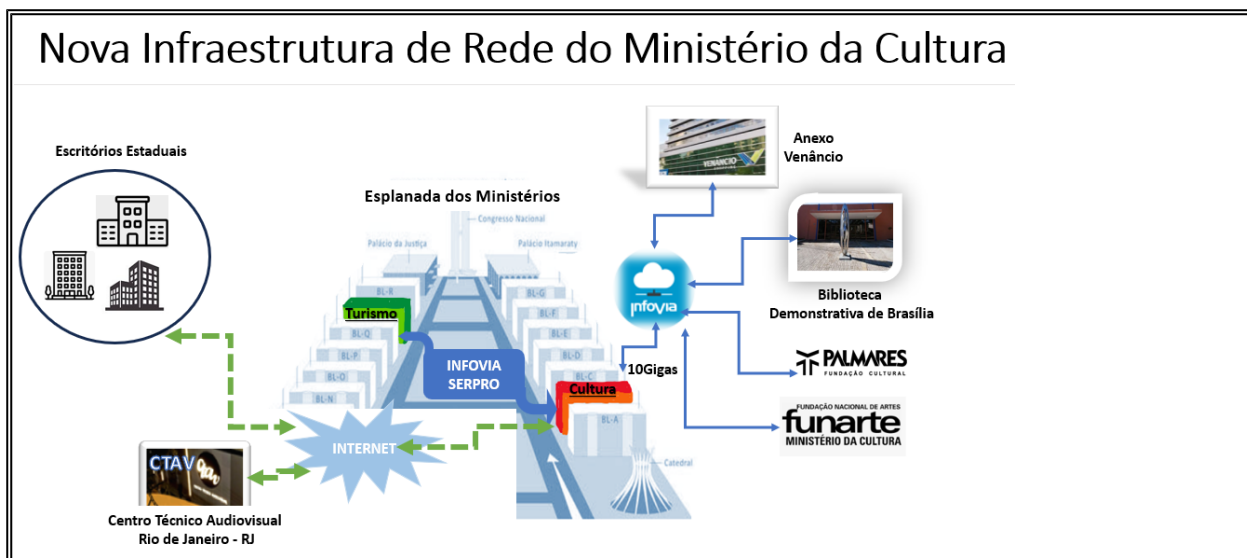 Nova Infraestrutura de Rede do Ministério da Cultura
Escritórios Estaduais
Anexo
Venâncio
VENÂNCIO
Esplanada dos Ministérios
Congresso Nacional
Palácio da Justiça
Palácio Itamaraty
BL-R
BL-G
Turismo
BL-F
BL-Q
BL-E
BL-P
BL-D
BL-O
BL-C
BL-N
infovia
Biblioteca
Demonstrativa de Brasília
INFOVIA
SERPRO
10Gigas
Cultura
BL-A
PALMARES
FUNDAÇÃO CULTURAL
FUNDAÇÃO NACIONAL DE ARTES
funarte
MINISTÉRIO DA CULTURA
INTERNET
Catedral
CTAV
ctav
Centro Técnico Audiovisual
Rio de Janeiro - RJ